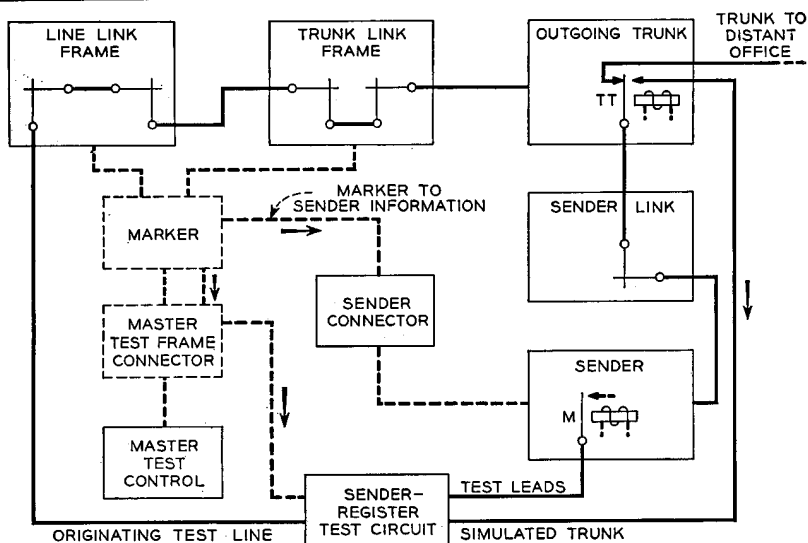 LINE LINK
FRAME
TRUNK LINK
FRAME
OUTGOING TRUNK
TT
TRUNK TO
DISTANT
OFFICE
MARKER TO
SENDER INFORMATION
MARKER
SENDER LINK
MASTER
TEST FRAME
CONNECTOR
SENDER
CONNECTOR
SENDER
M
MASTER
TEST
CONTROL
SENDER-
REGISTER
TEST CIRCUIT
TEST LEADS
ORIGINATING TEST LINE
SIMULATED TRUNK